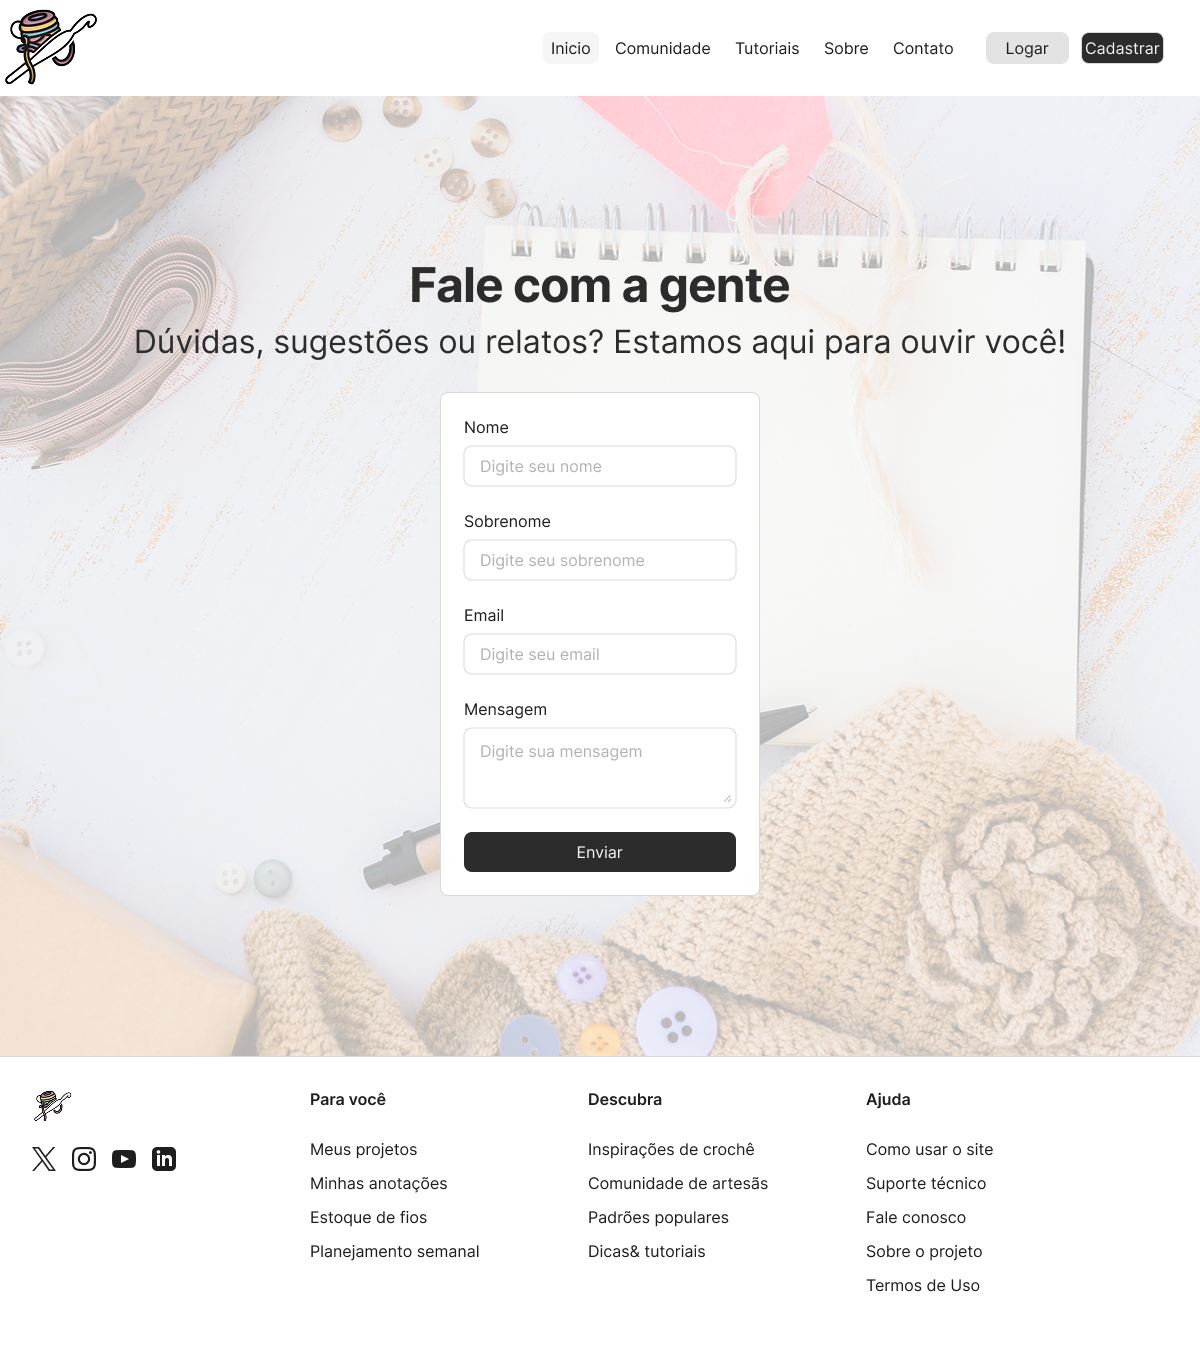 Inicio Comunidade Tutoriais Sobre Contato Logar Cadastrar
Fale com a gente
Dúvidas, sugestões ou relatos? Estamos aqui para ouvir você!
Nome
Digite seu nome
Sobrenome
Digite seu sobrenome
Email
Digite seu email
Mensagem
Digite sua mensagem
Enviar
Para você
Meus projetos
Minhas anotações
Estoque de fios
Planejamento semanal
Descubra
Inspirações de crochê
Comunidade de artesãs
Padrões populares
Dicas& tutoriais
Ajuda
Como usar o site
Suporte técnico
Fale conosco
Sobre o projeto
Termos de Uso